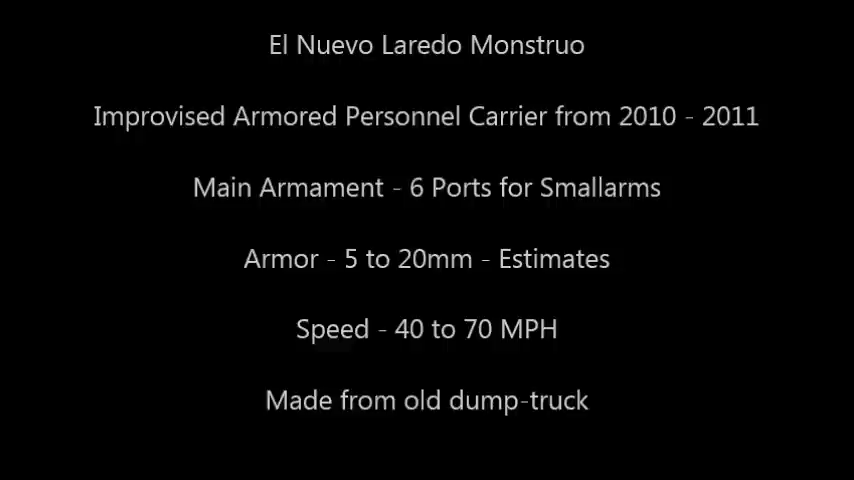 El Nuevo Laredo Monstruo
Improvised Armored Personnel Carrier from 2010 - 2011
Main Armament - 6 Ports for Smallarms
Armor - 5 to 20mm - Estimates
Speed - 40 to 70 MPH
Made from old dump-truck